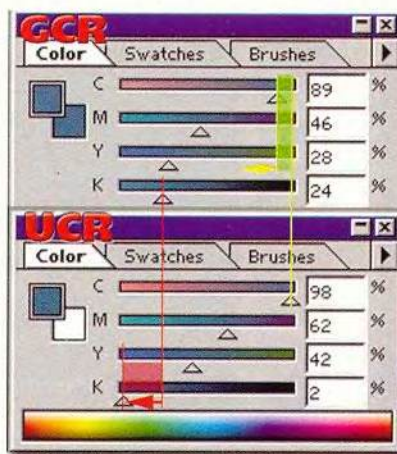 GCR
Color Swatches Brushes
C 89 %
M 46 %
Y 28 %
K 24 %
UCR
Color Swatches Brushes
C 98 %
M 62 %
Y 42 %
K 2 %